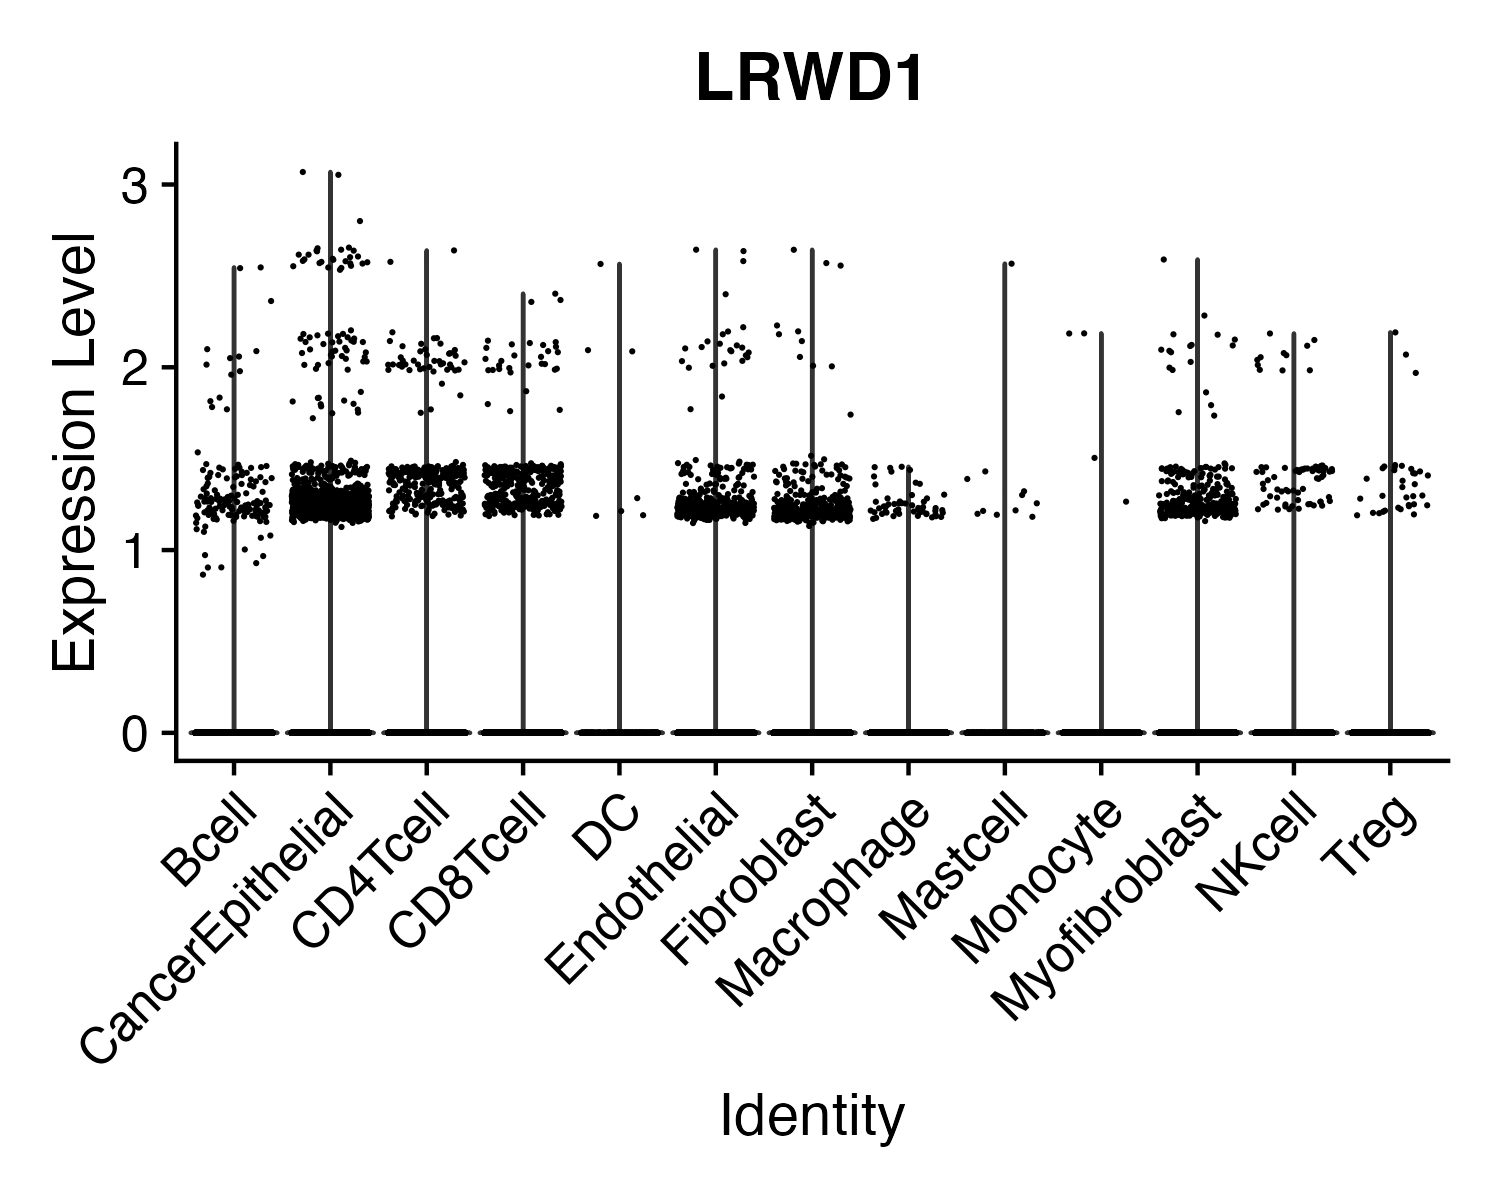 LRWD1
Expression Level
3
2
1
0
Bcell
CancerEpithelial
CD4Tcell
CD8Tcell
DC
Endothelial
Fibroblast
Macrophage
Mastcell
Monocyte
Myofibroblast
NKcell
Treg
Identity